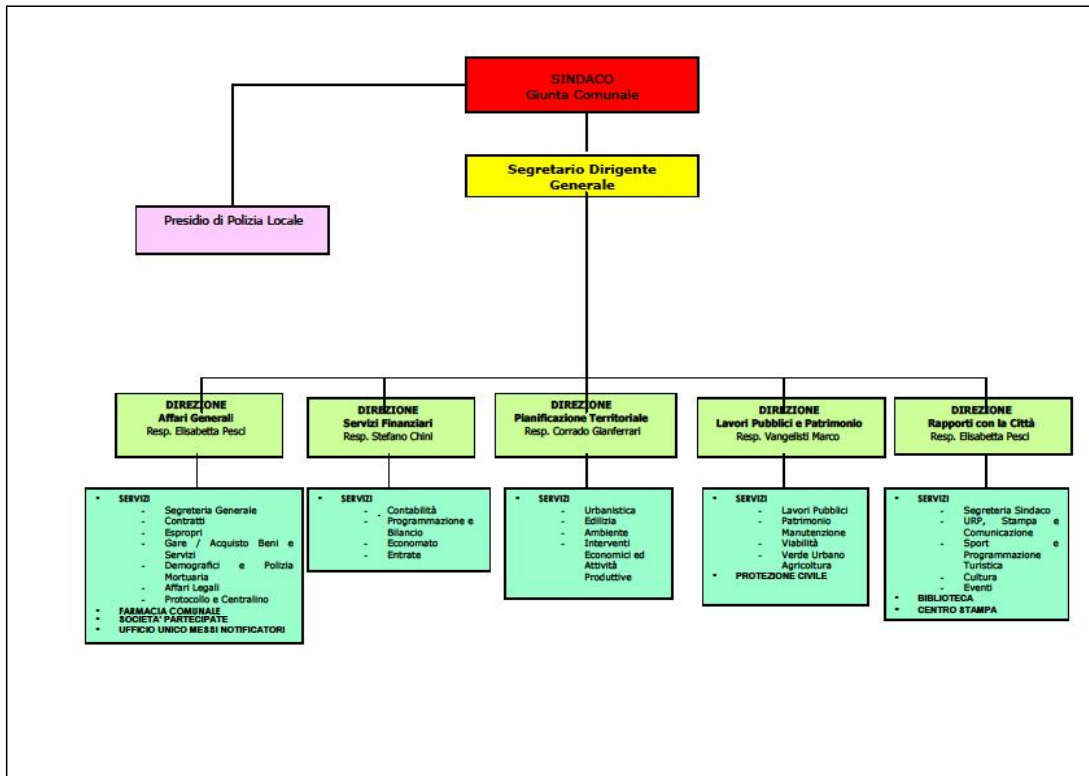 SINDACO
Giunta Comunale
Segretario Dirigente
Generale
Presidio di Polizia Locale
DIREZIONE
Affari Generali
Resp. Elisabetta Pesci
DIREZIONE
Servizi Finanziari
Resp. Stefano Chini
DIREZIONE
Pianificazione Territoriale
Resp. Corrado Gianferrari
DIREZIONE
Lavori Pubblici e Patrimonio
Resp. Vangelisti Marco
DIREZIONE
Rapporti con la Città
Resp. Elisabetta Pesci
▪ SERVIZI
- Segreteria Generale
- Contratti
- Espropri
- Gare / Acquisto Beni e
Servizi
- Demografici e Polizia
Mortuaria
- Affari Legali
- Protocollo e Centralino
▪ FARMACIA COMUNALE
▪ SOCIETA' PARTECIPATE
▪ UFFICIO UNICO MESSI NOTIFICATORI
▪ SERVIZI
- Contabilità
- Programmazione e
Bilancio
- Economato
- Entrate
▪ SERVIZI
- Urbanistica
- Edilizia
- Ambiente
- Interventi
Economici ed
Attività
Produttive
▪ SERVIZI
- Lavori Pubblici
- Patrimonio
Manutenzione
- Viabilità
- Verde Urbano
Agricoltura
▪ PROTEZIONE CIVILE
▪ SERVIZI
- Segreteria Sindaco
- URP, Stampa e
Comunicazione
- Sport e
Programmazione
Turistica
- Cultura
- Eventi
▪ BIBLIOTECA
▪ CENTRO STAMPA